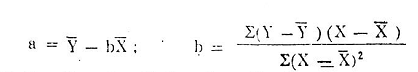 a = Y̅ − bX̅ ; b = Σ(Y − Y̅) (X − X̅) / Σ(X − X̅)²